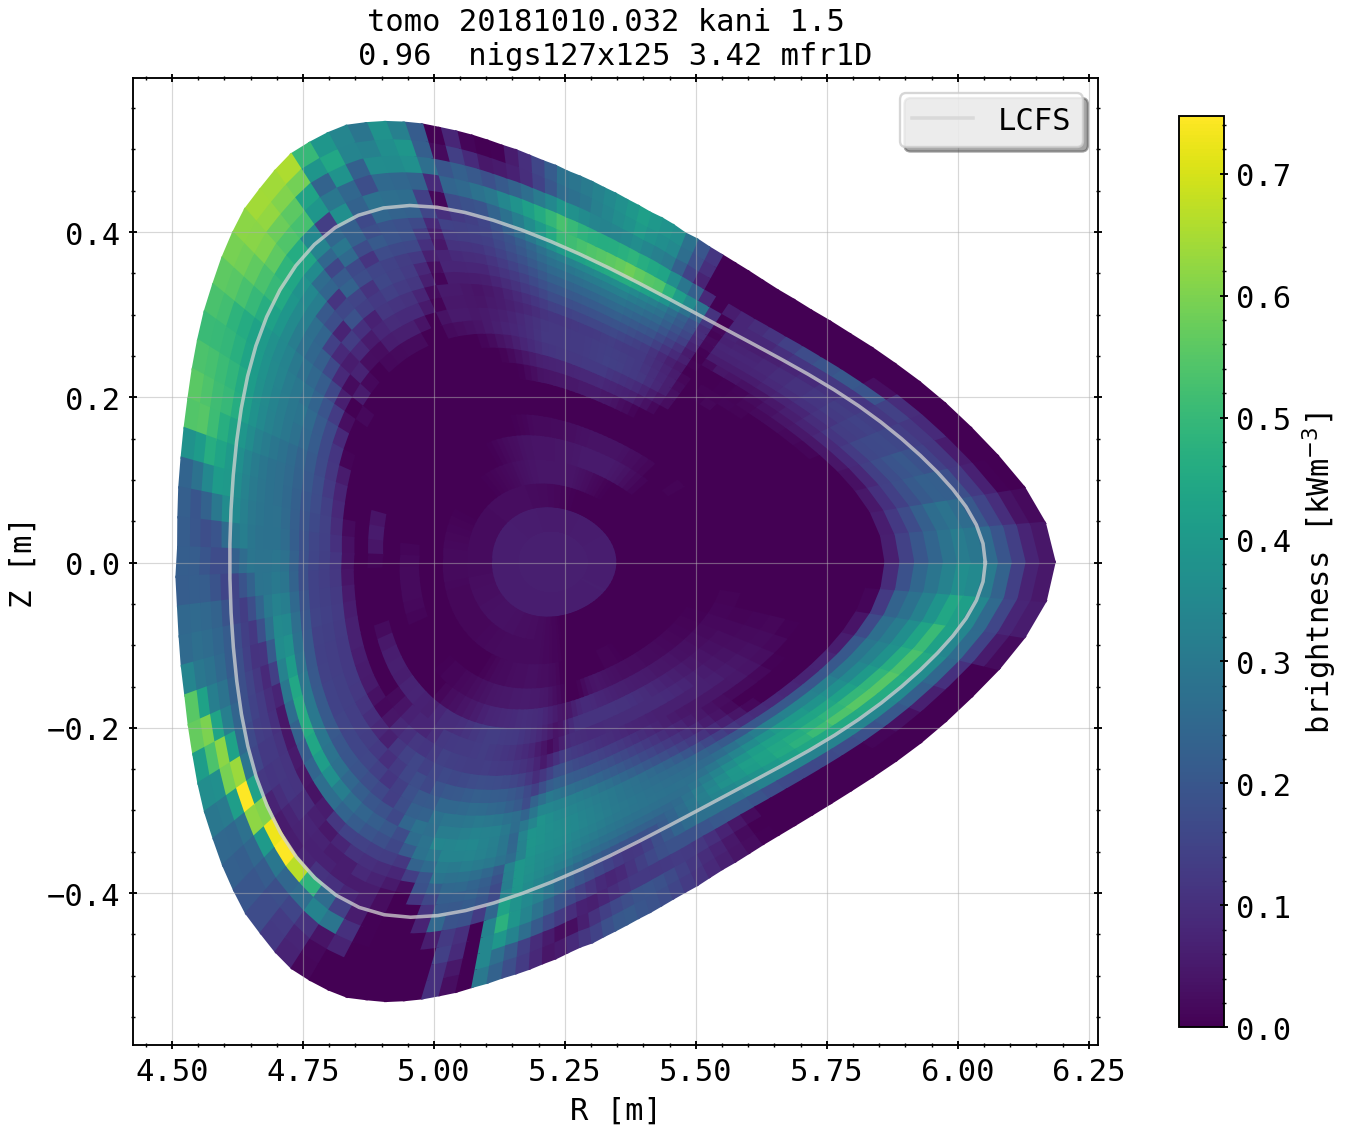 tomo 20181010.032 kani 1.5
0.96  nigs127x125 3.42 mfr1D
LCFS
Z [m]
0.4
0.2
0.0
−0.2
−0.4
4.50 4.75 5.00 5.25 5.50 5.75 6.00 6.25
R [m]
0.7
0.6
0.5
0.4
0.3
0.2
0.1
0.0
brightness [kWm⁻³]